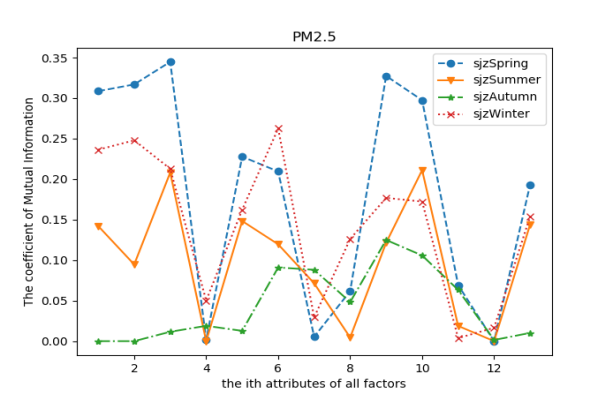 PM2.5
The coefficient of Mutual Information
0.35
0.30
0.25
0.20
0.15
0.10
0.05
0.00
sjzSpring
sjzSummer
sjzAutumn
sjzWinter
2 4 6 8 10 12
the ith attributes of all factors